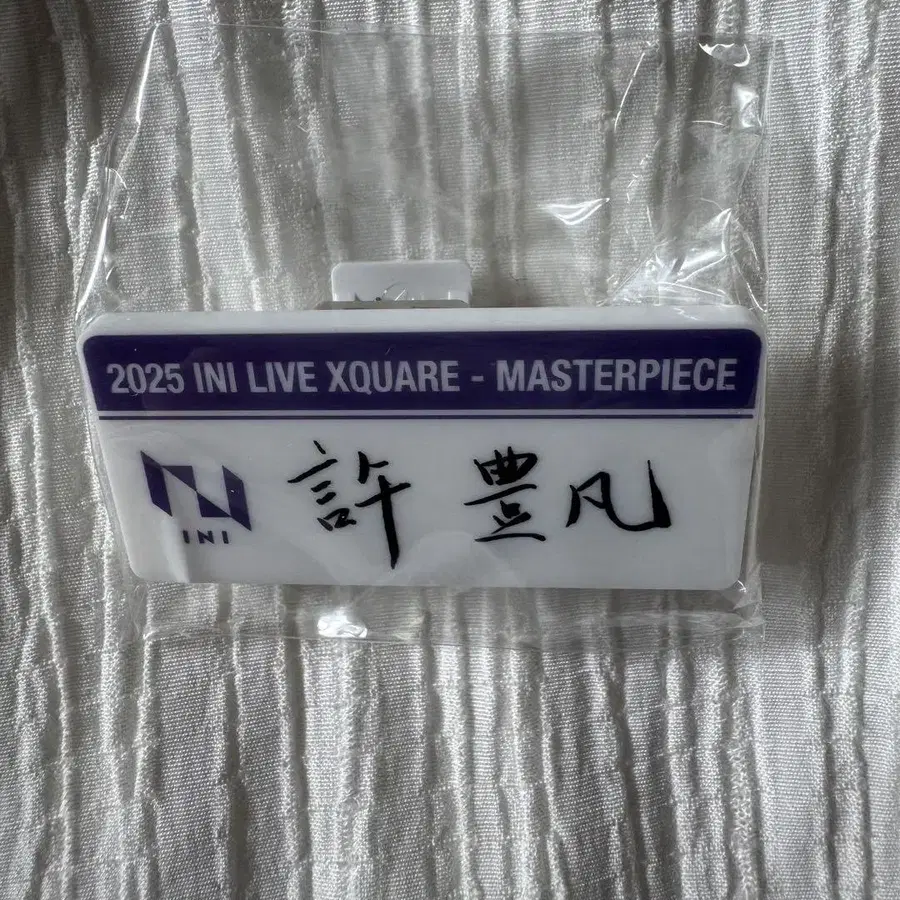 2025 INI LIVE XQUARE - MASTERPIECE
許 豊凡
INI